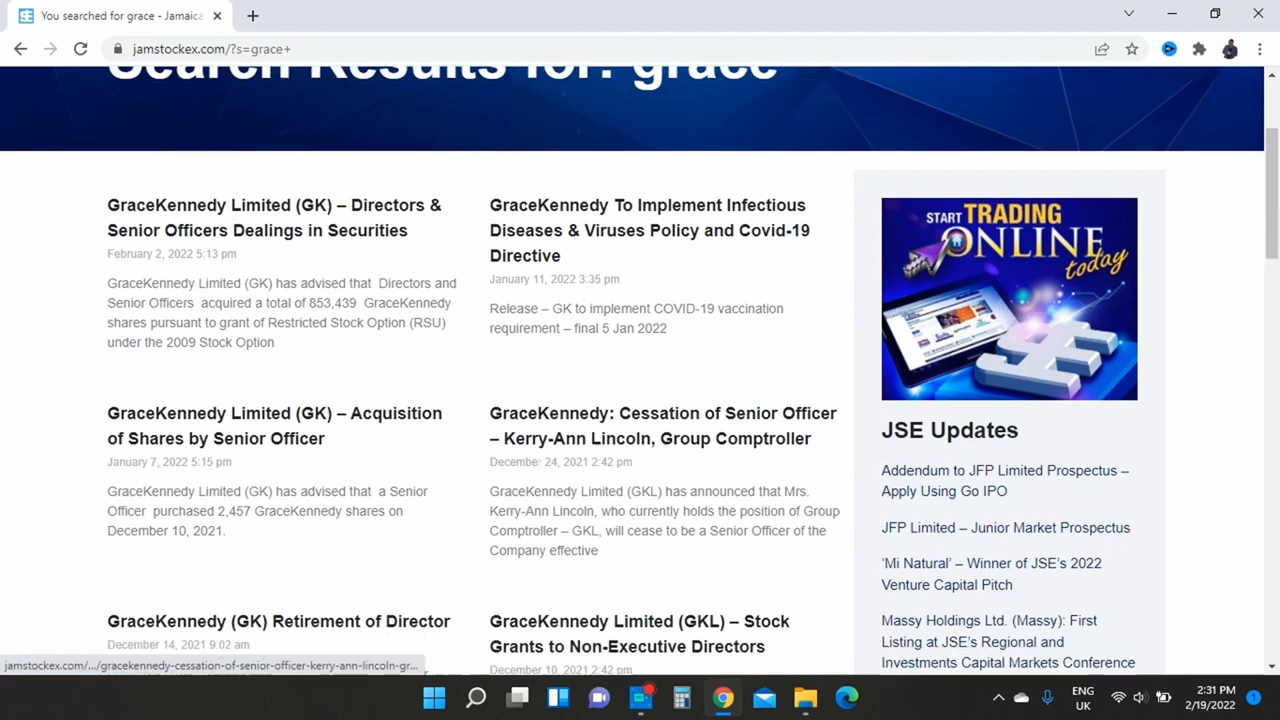 You searched for grace - Jamaica
jamstockex.com/?s=grace+
Search Results for: grace
GraceKennedy Limited (GK) – Directors &
Senior Officers Dealings in Securities
February 2, 2022 5:13 pm
GraceKennedy Limited (GK) has advised that Directors and
Senior Officers acquired a total of 853,439 GraceKennedy
shares pursuant to grant of Restricted Stock Option (RSU)
under the 2009 Stock Option
GraceKennedy To Implement Infectious
Diseases & Viruses Policy and Covid-19
Directive
January 11, 2022 3:35 pm
Release – GK to implement COVID-19 vaccination
requirement – final 5 Jan 2022
GraceKennedy Limited (GK) – Acquisition
of Shares by Senior Officer
January 7, 2022 5:15 pm
GraceKennedy Limited (GK) has advised that a Senior
Officer purchased 2,457 GraceKennedy shares on
December 10, 2021.
GraceKennedy: Cessation of Senior Officer
– Kerry-Ann Lincoln, Group Comptroller
December 24, 2021 2:42 pm
GraceKennedy Limited (GKL) has announced that Mrs.
Kerry-Ann Lincoln, who currently holds the position of Group
Comptroller – GKL, will cease to be a Senior Officer of the
Company effective
GraceKennedy (GK) Retirement of Director
December 14, 2021 9:02 am
GraceKennedy Limited (GKL) – Stock
Grants to Non-Executive Directors
December 10, 2021 2:42 pm
START TRADING
ONLINE
today
JSE Updates
Addendum to JFP Limited Prospectus –
Apply Using Go IPO
JFP Limited – Junior Market Prospectus
'Mi Natural' – Winner of JSE's 2022
Venture Capital Pitch
Massy Holdings Ltd. (Massy): First
Listing at JSE's Regional and
Investments Capital Markets Conference
jamstockex.com/.../gracekennedy-cessation-of-senior-officer-kerry-ann-lincoln-gr...
ENG
UK
2:31 PM
2/19/2022
1